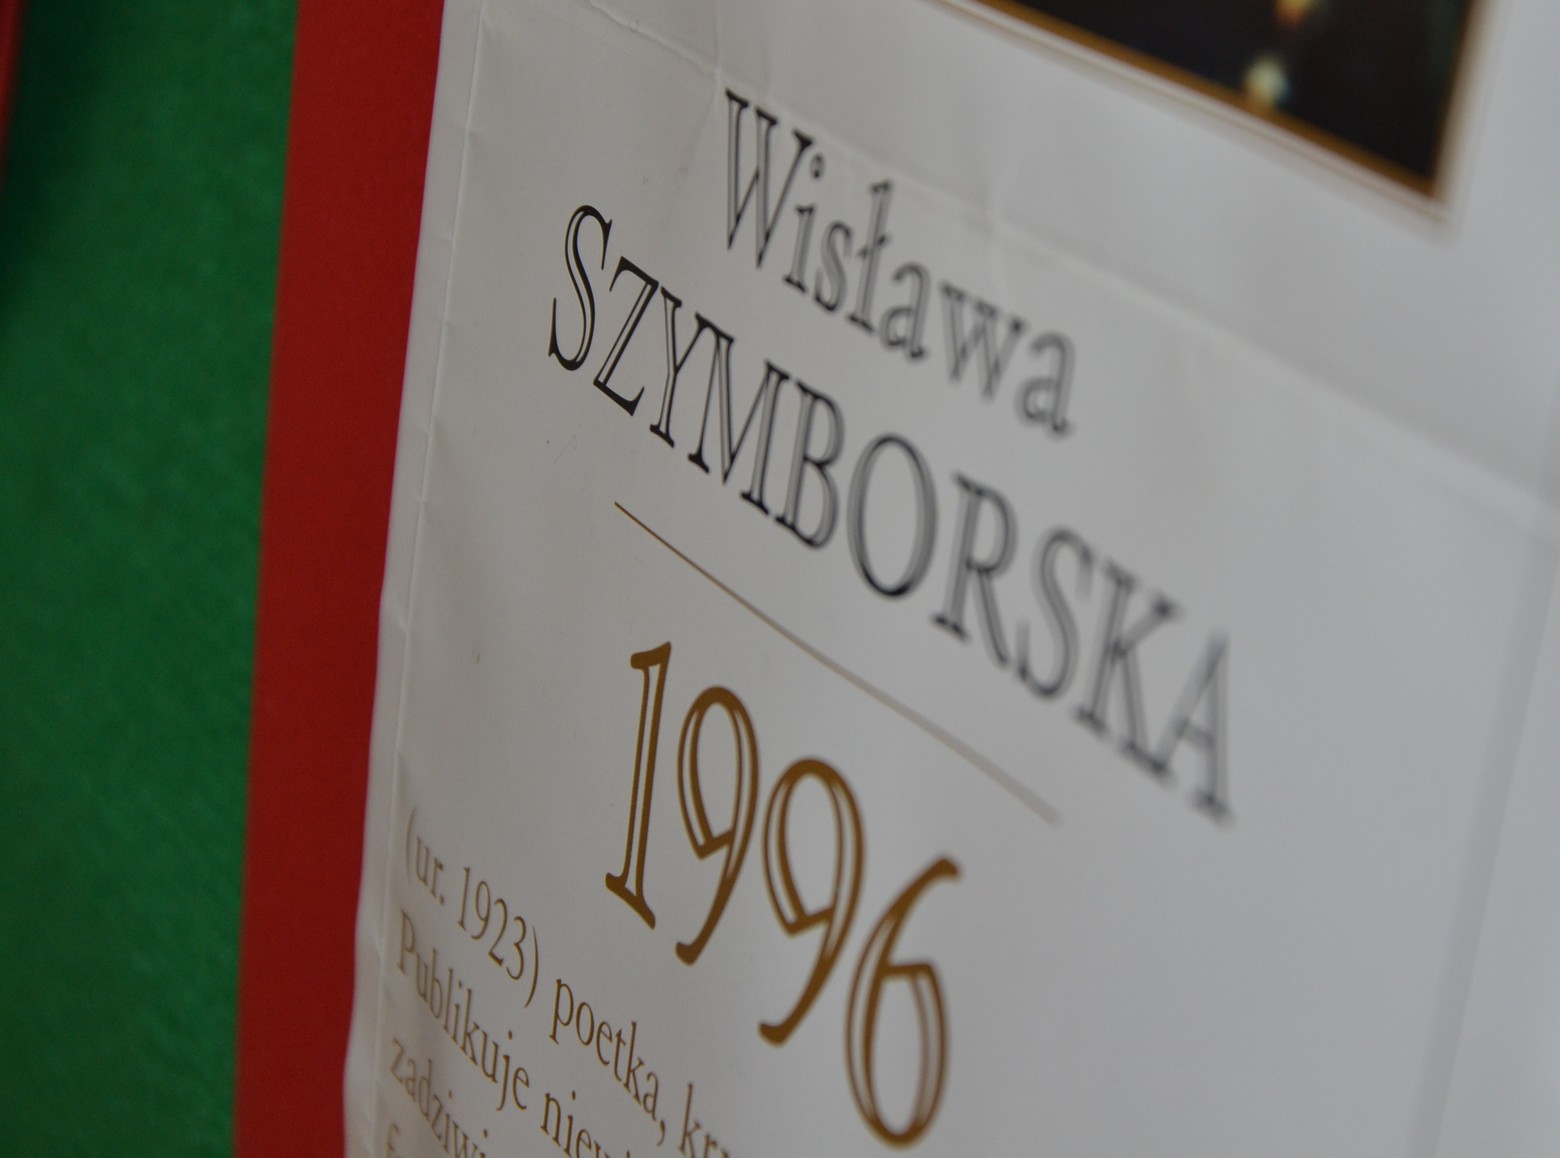 Wisława
SZYMBORSKA
1996
(ur. 1923) poetka,
Publikuje